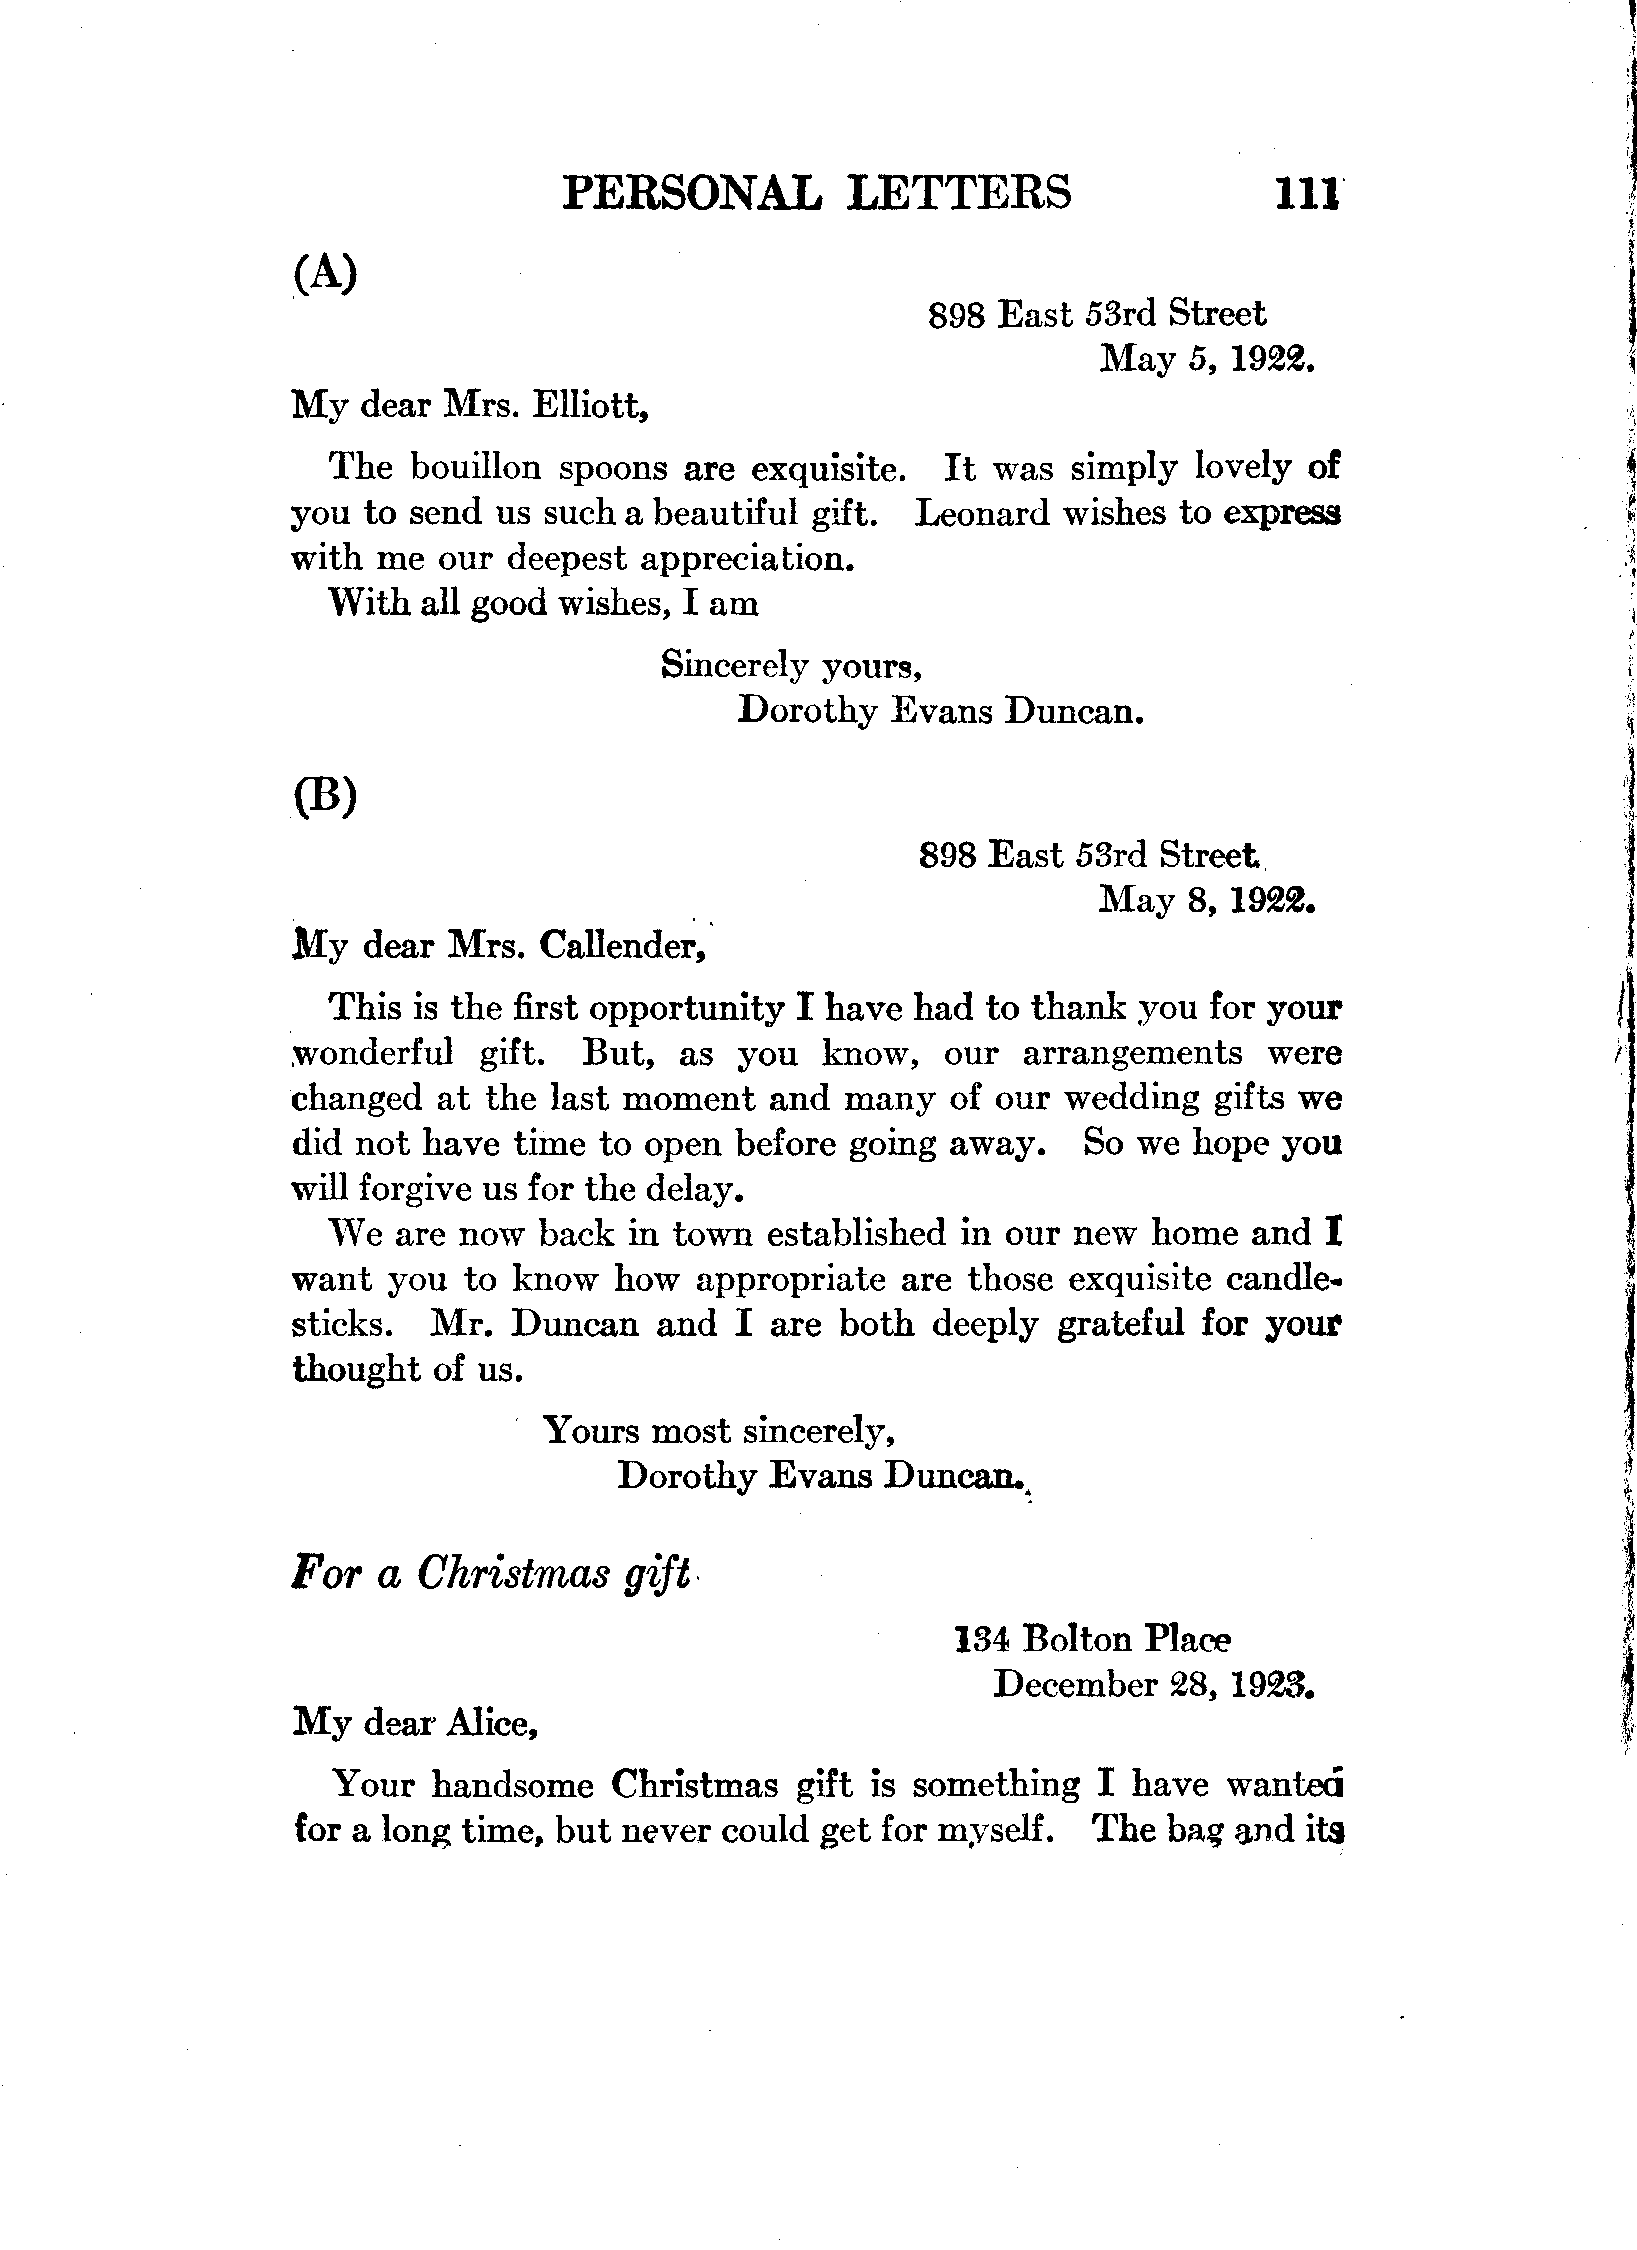 PERSONAL LETTERS 111
(A)
898 East 53rd Street
May 5, 1922.
My dear Mrs. Elliott,
The bouillon spoons are exquisite. It was simply lovely of
you to send us such a beautiful gift. Leonard wishes to express
with me our deepest appreciation.
With all good wishes, I am
Sincerely yours,
Dorothy Evans Duncan.
(B)
898 East 53rd Street
May 8, 1922.
My dear Mrs. Callender,
This is the first opportunity I have had to thank you for your
wonderful gift. But, as you know, our arrangements were
changed at the last moment and many of our wedding gifts we
did not have time to open before going away. So we hope you
will forgive us for the delay.
We are now back in town established in our new home and I
want you to know how appropriate are those exquisite candle-
sticks. Mr. Duncan and I are both deeply grateful for your
thought of us.
Yours most sincerely,
Dorothy Evans Duncan.
For a Christmas gift
134 Bolton Place
December 28, 1923.
My dear Alice,
Your handsome Christmas gift is something I have wanted
for a long time, but never could get for myself. The bag and its